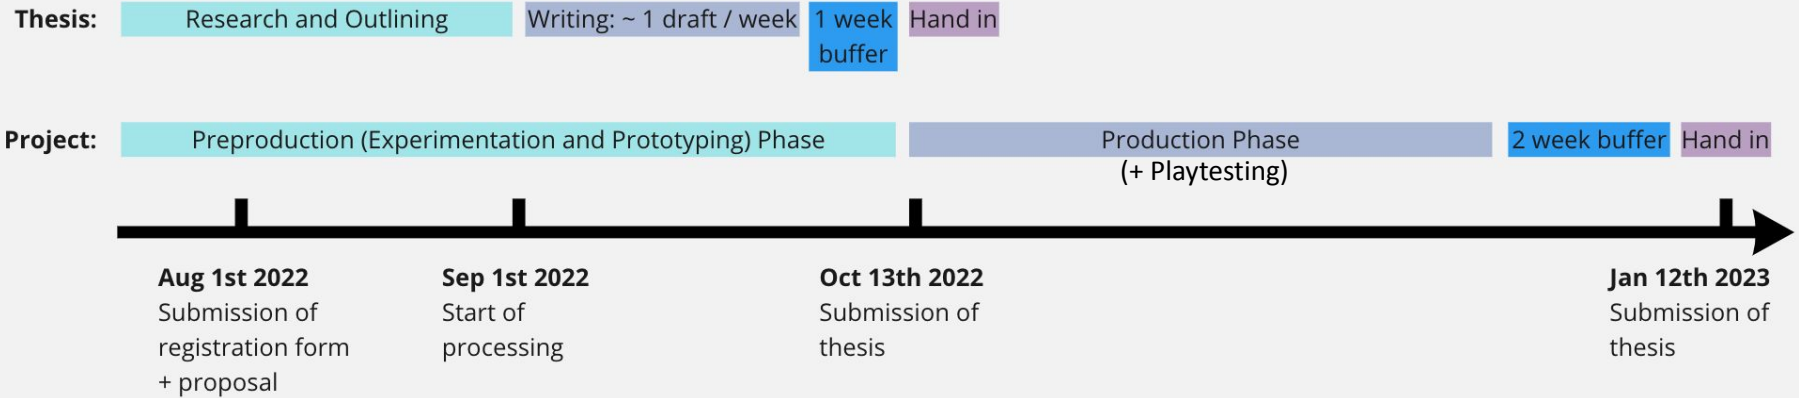 Thesis: Research and Outlining Writing: ~ 1 draft / week 1 week Hand in
buffer
Project: Preproduction (Experimentation and Prototyping) Phase Production Phase 2 week buffer Hand in
(+ Playtesting)
Aug 1st 2022
Submission of
registration form
+ proposal
Sep 1st 2022
Start of
processing
Oct 13th 2022
Submission of
thesis
Jan 12th 2023
Submission of
thesis